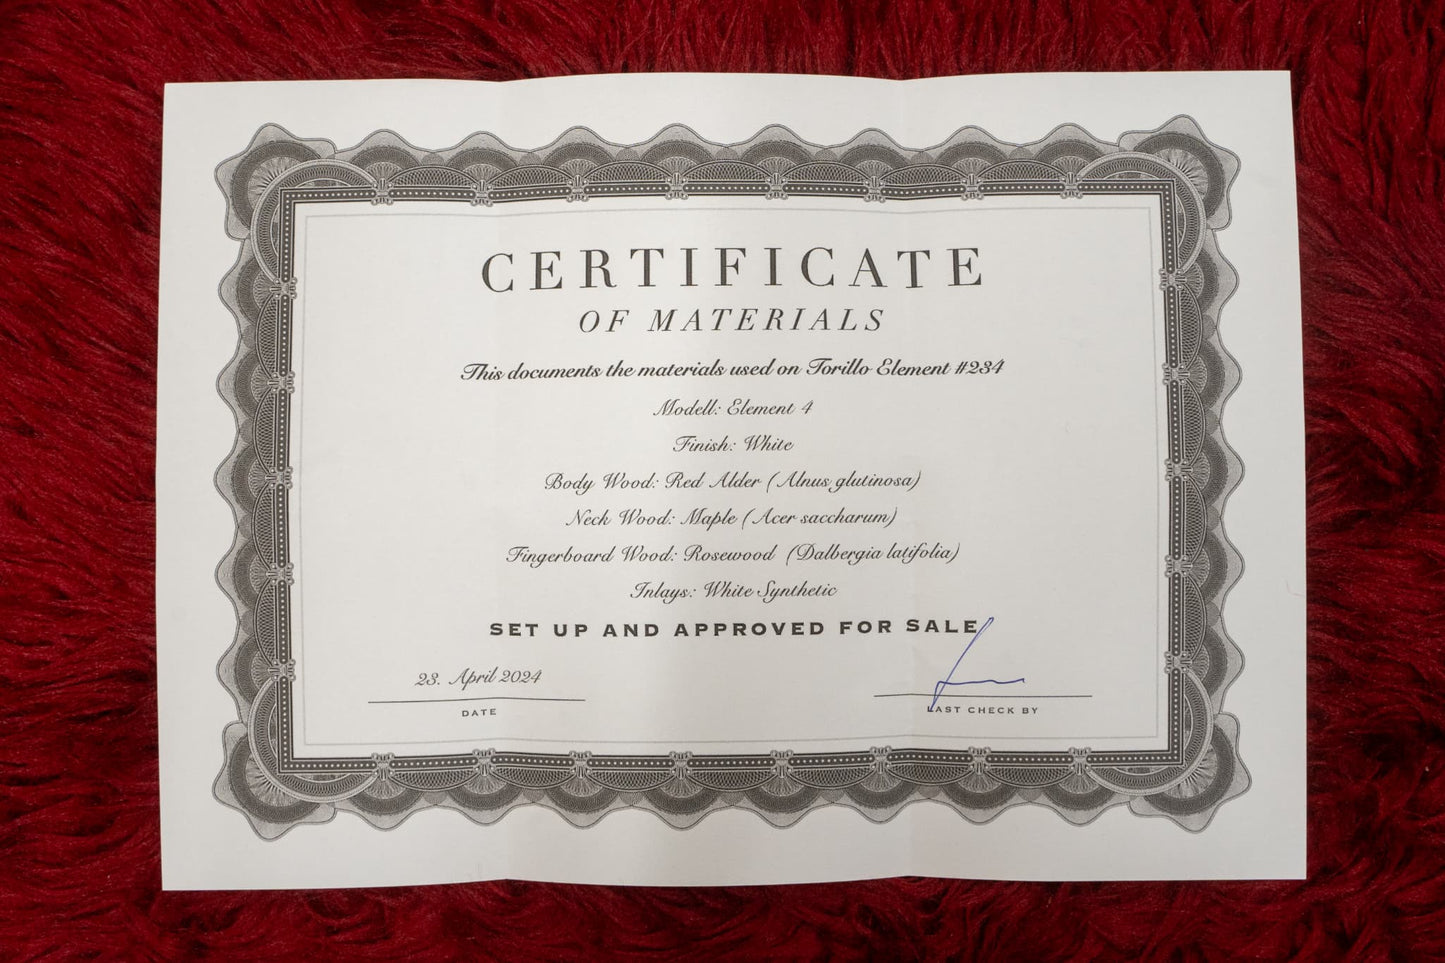 CERTIFICATE
OF MATERIALS
This documents the materials used on Torillo Element #234
Modell: Element 4
Finish: White
Body Wood: Red Alder (Alnus glutinosa)
Neck Wood: Maple (Acer saccharum)
Fingerboard Wood: Rosewood (Dalbergia latifolia)
Inlays: White Synthetic
SET UP AND APPROVED FOR SALE
23. April 2024
DATE
LAST CHECK BY